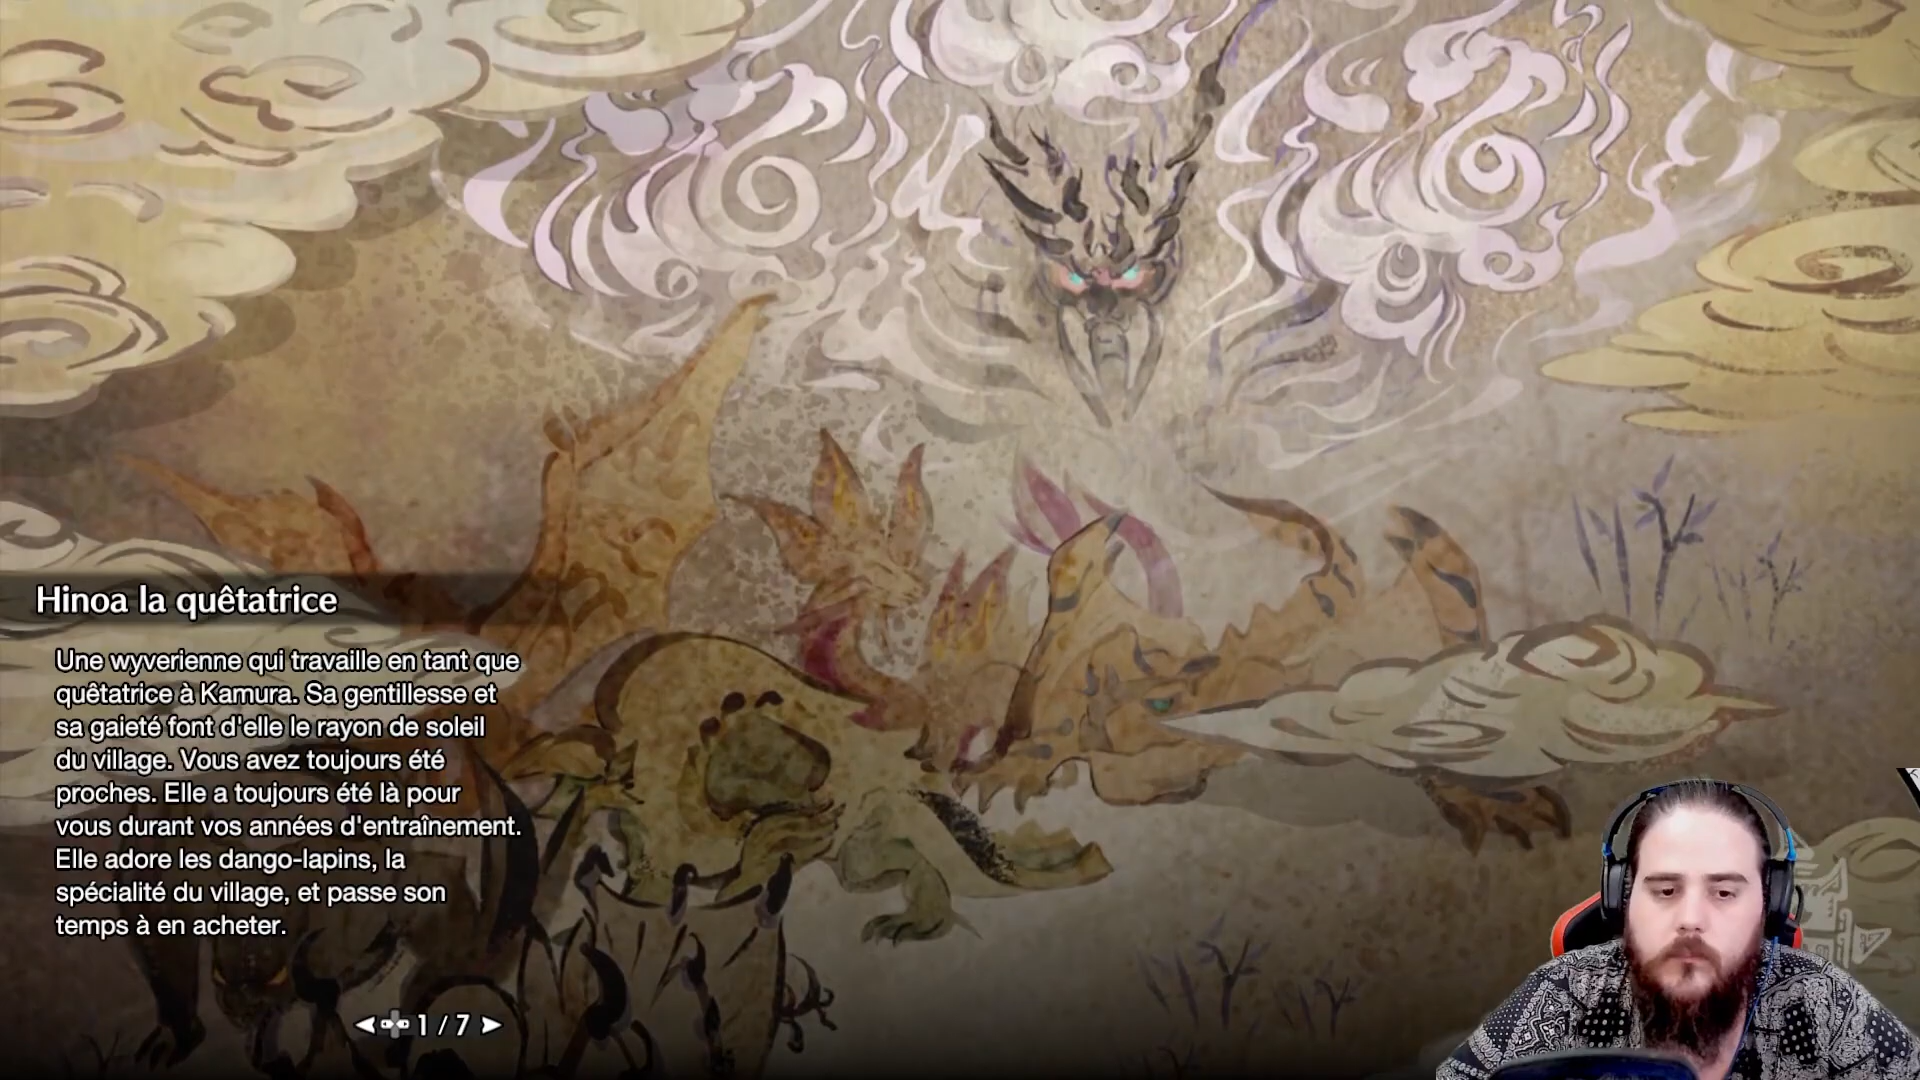 Hinoa la quêtatrice
Une wyverienne qui travaille en tant que
quêtatrice à Kamura. Sa gentillesse et
sa gaieté font d'elle le rayon de soleil
du village. Vous avez toujours été
proches. Elle a toujours été là pour
vous durant vos années d'entraînement.
Elle adore les dango-lapins, la
spécialité du village, et passe son
temps à en acheter.
1 / 7